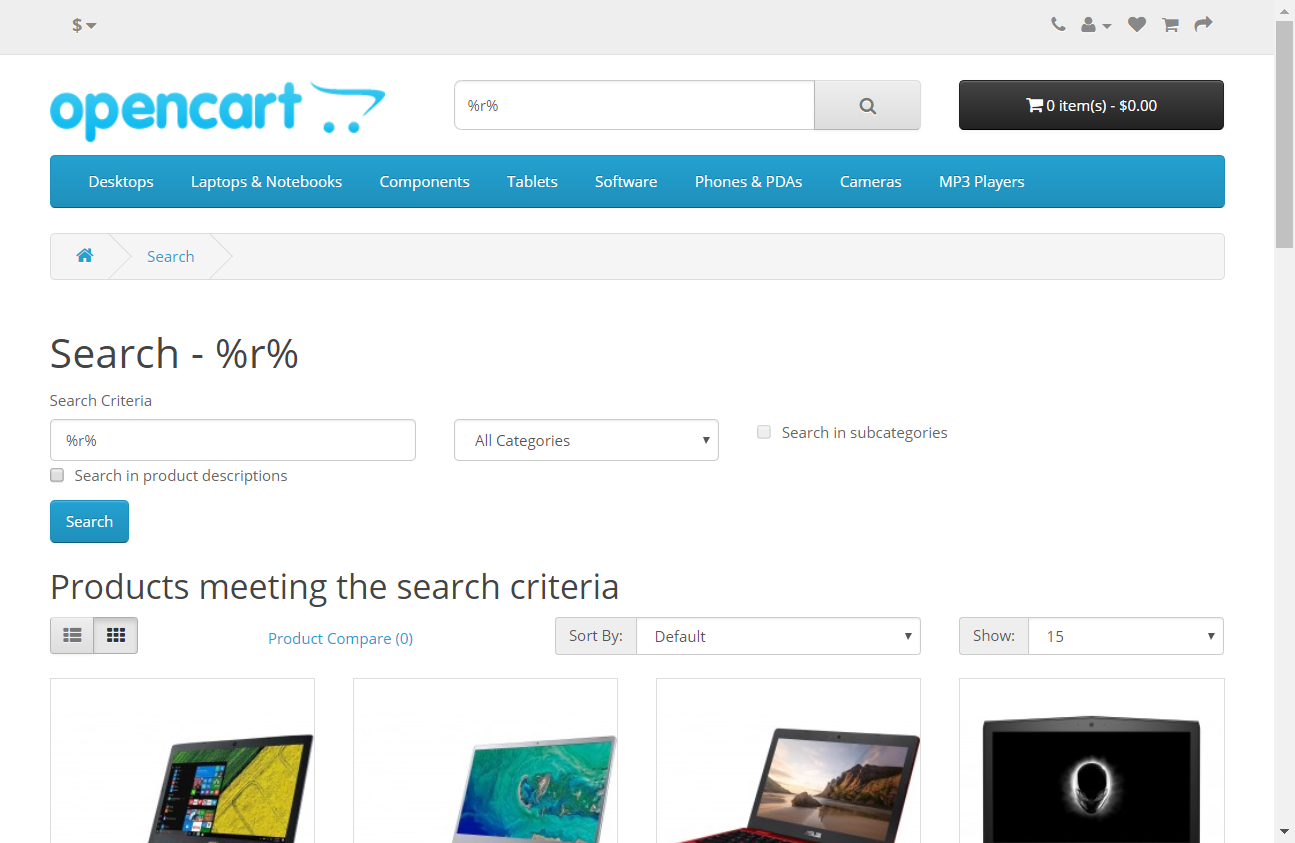 $
opencart
%r%
0 item(s) - $0.00
Desktops
Laptops & Notebooks
Components
Tablets
Software
Phones & PDAs
Cameras
MP3 Players
Search
Search - %r%
Search Criteria
%r%
All Categories
Search in subcategories
Search in product descriptions
Search
Products meeting the search criteria
Product Compare (0)
Sort By:
Default
Show:
15
ASUS